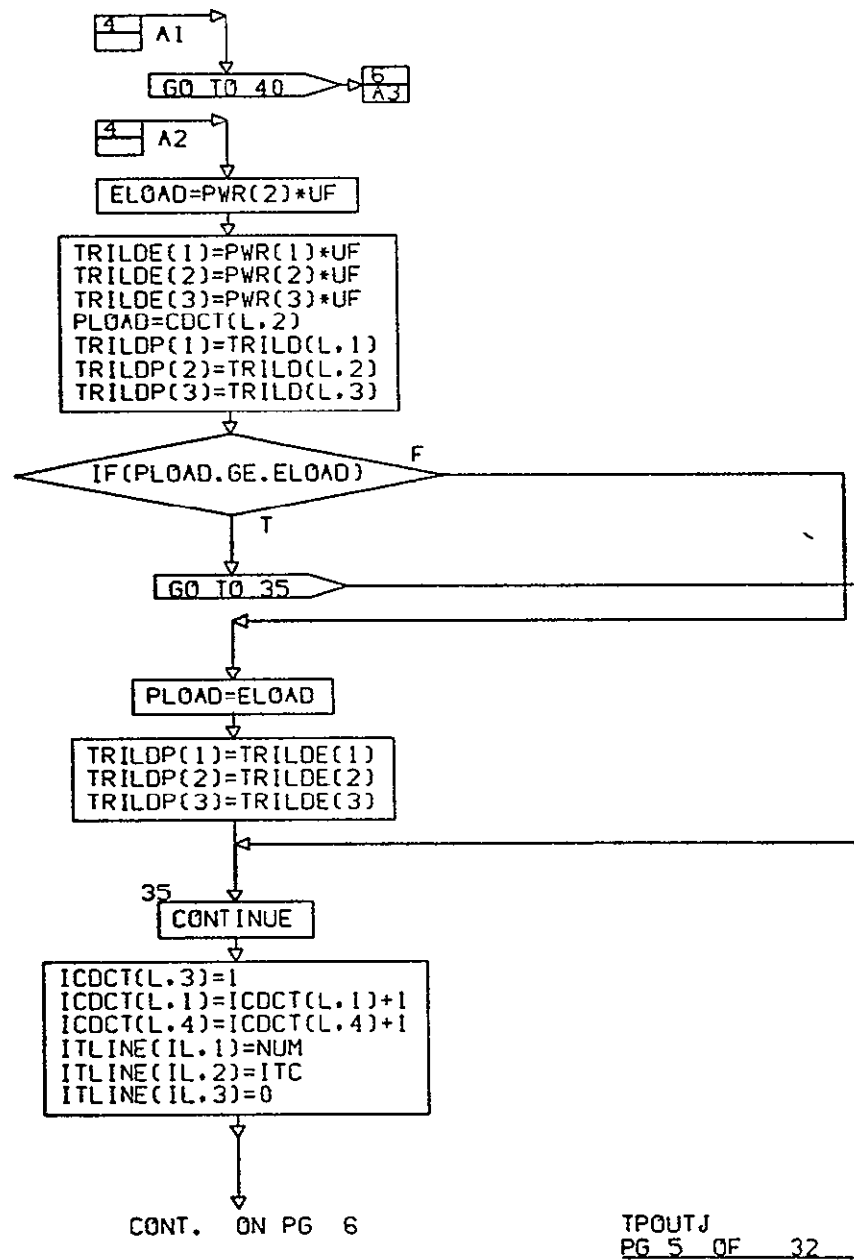 4
A1
GO TO 40
6
A3
4
A2
ELOAD=PWR(2)*UF
TRILDE(1)=PWR(1)*UF
TRILDE(2)=PWR(2)*UF
TRILDE(3)=PWR(3)*UF
PLOAD=CDCT(L,2)
TRILDP(1)=TRILD(L,1)
TRILDP(2)=TRILD(L,2)
TRILDP(3)=TRILD(L,3)
IF(PLOAD.GE.ELOAD)
F
T
GO TO 35
PLOAD=ELOAD
TRILDP(1)=TRILDE(1)
TRILDP(2)=TRILDE(2)
TRILDP(3)=TRILDE(3)
35
CONTINUE
ICDCT(L,3)=1
ICDCT(L,1)=ICDCT(L,1)+1
ICDCT(L,4)=ICDCT(L,4)+1
ITLINE(IL,1)=NUM
ITLINE(IL,2)=ITC
ITLINE(IL,3)=0
CONT. ON PG 6
TPOUTJ
PG 5 OF 32